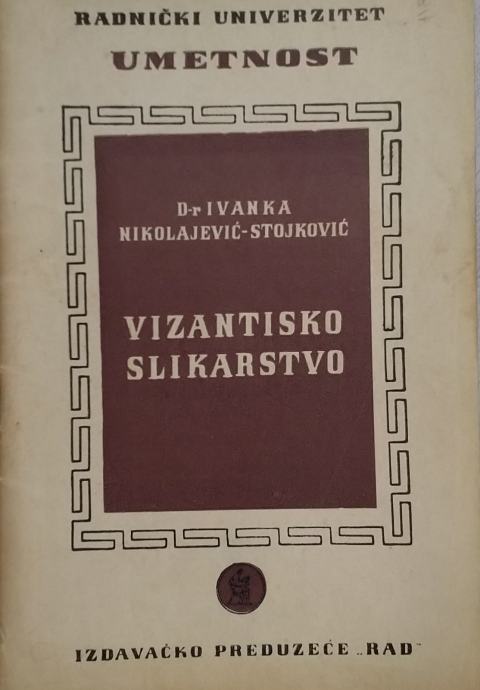 RADNIČKI UNIVERZITET
UMETNOST
D-r IVANKA
NIKOLAJEVIĆ-STOJKOVIĆ
VIZANTISKO
SLIKARSTVO
IZDAVAČKO PREDUZEĆE „RAD”